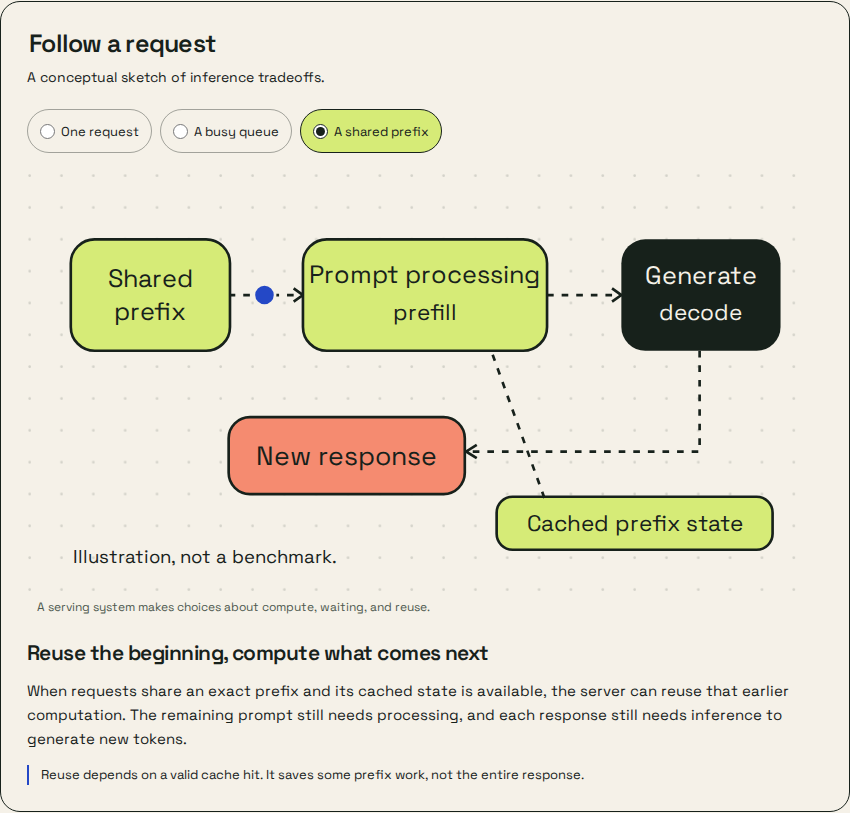 Follow a request
A conceptual sketch of inference tradeoffs.
One request
A busy queue
A shared prefix
Shared
prefix
Prompt processing
prefill
Generate
decode
New response
Cached prefix state
Illustration, not a benchmark.
A serving system makes choices about compute, waiting, and reuse.
Reuse the beginning, compute what comes next
When requests share an exact prefix and its cached state is available, the server can reuse that earlier
computation. The remaining prompt still needs processing, and each response still needs inference to
generate new tokens.
Reuse depends on a valid cache hit. It saves some prefix work, not the entire response.